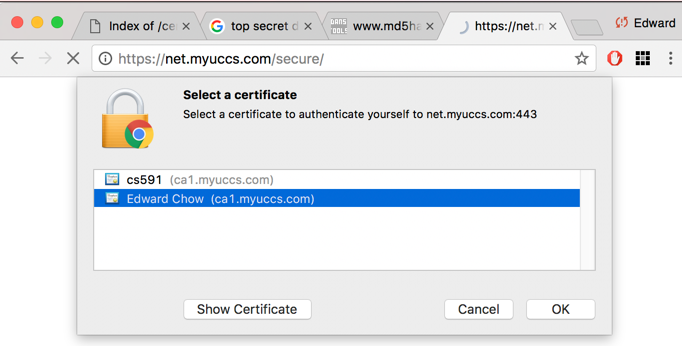 Index of /ce
top secret d
DANS TOOLS
www.md5ha
https://net.m
Edward
https://net.myuccs.com/secure/
Select a certificate
Select a certificate to authenticate yourself to net.myuccs.com:443
cs591 (ca1.myuccs.com)
Edward Chow (ca1.myuccs.com)
Show Certificate
Cancel
OK